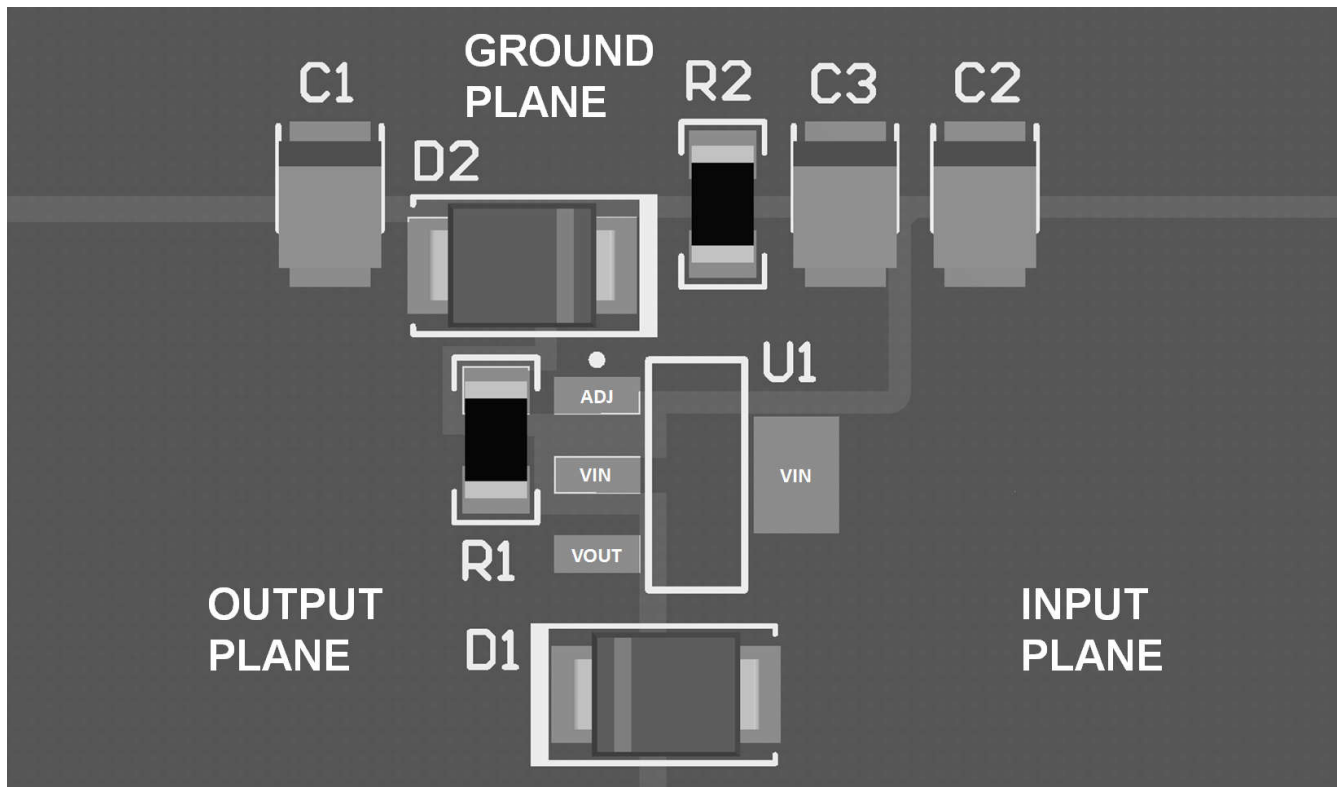 GROUND
PLANE
C1
R2
C3
C2
D2
U1
ADJ
VIN
VIN
VOUT
R1
OUTPUT
PLANE
INPUT
PLANE
D1